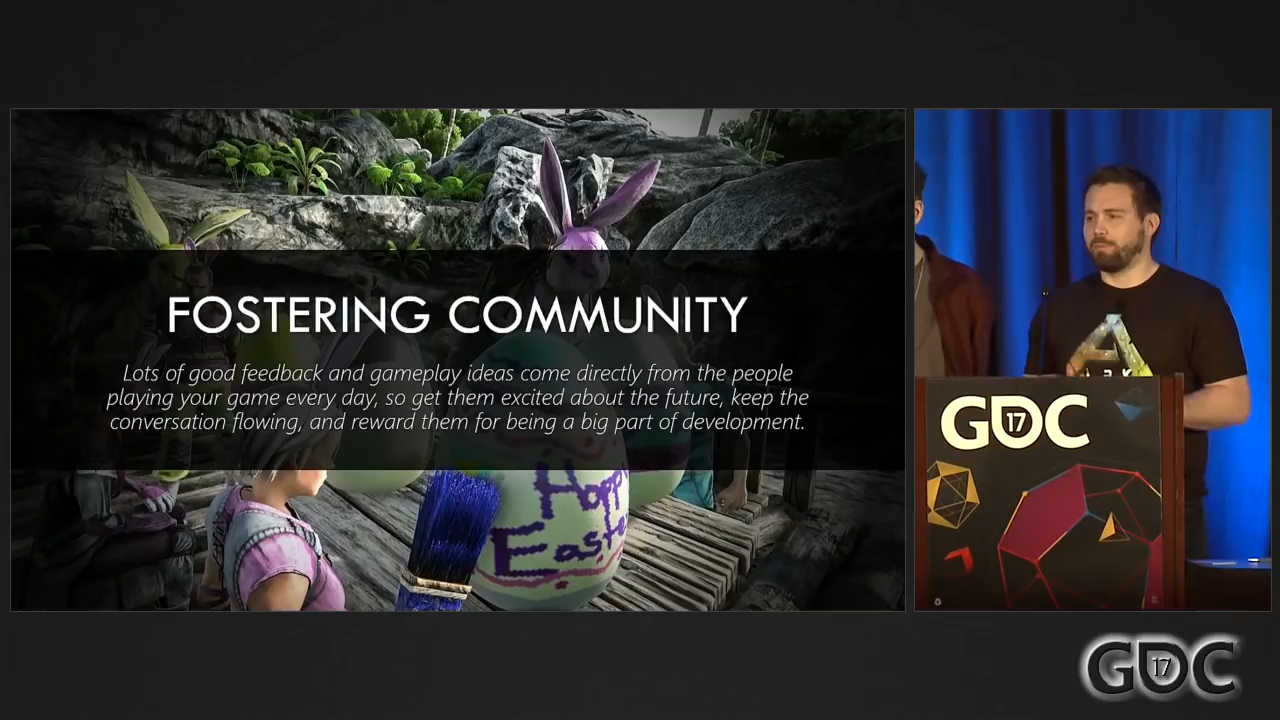 FOSTERING COMMUNITY
Lots of good feedback and gameplay ideas come directly from the people
playing your game every day, so get them excited about the future, keep the
conversation flowing, and reward them for being a big part of development.
Happy
Easter
ARK
GDC
17
GDC
17